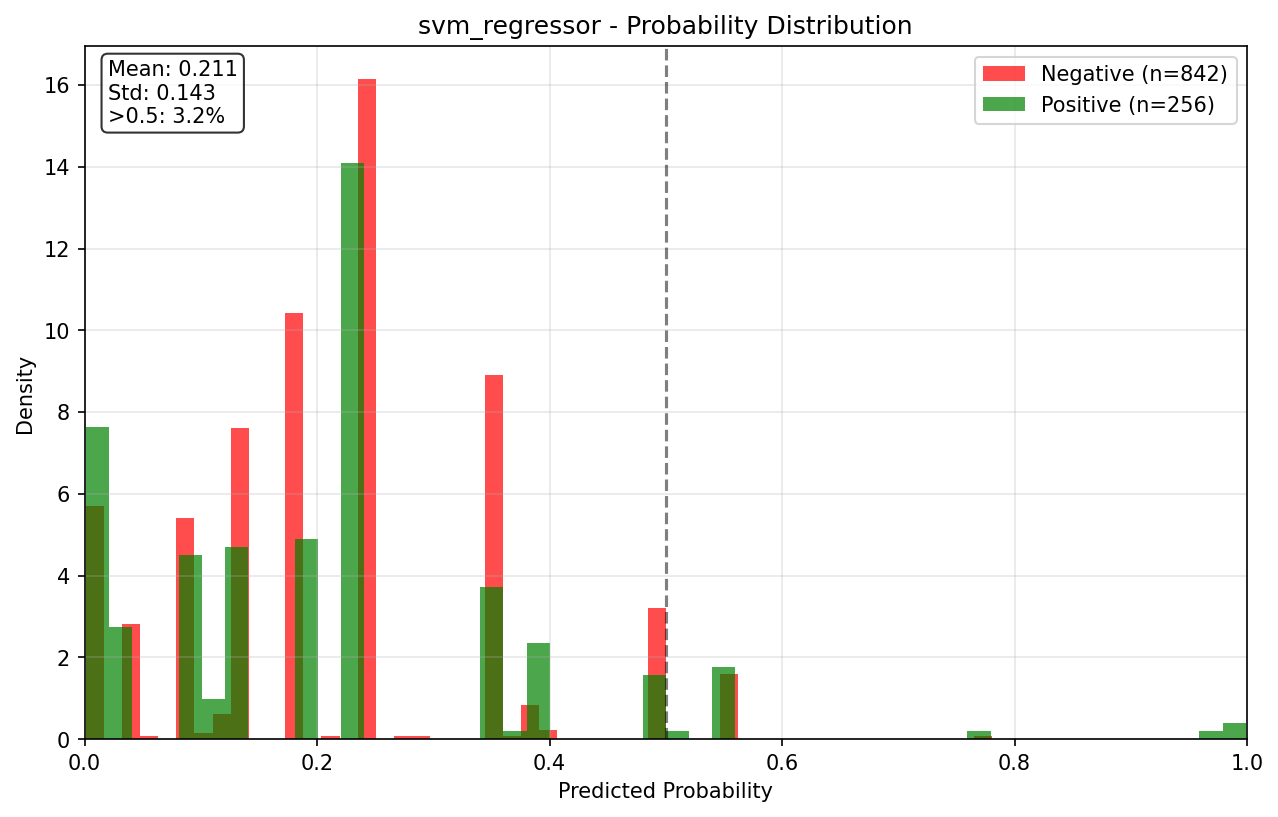 svm_regressor - Probability Distribution
Mean: 0.211
Std: 0.143
>0.5: 3.2%
Negative (n=842)
Positive (n=256)
Density
16
14
12
10
8
6
4
2
0
0.0 0.2 0.4 0.6 0.8 1.0
Predicted Probability